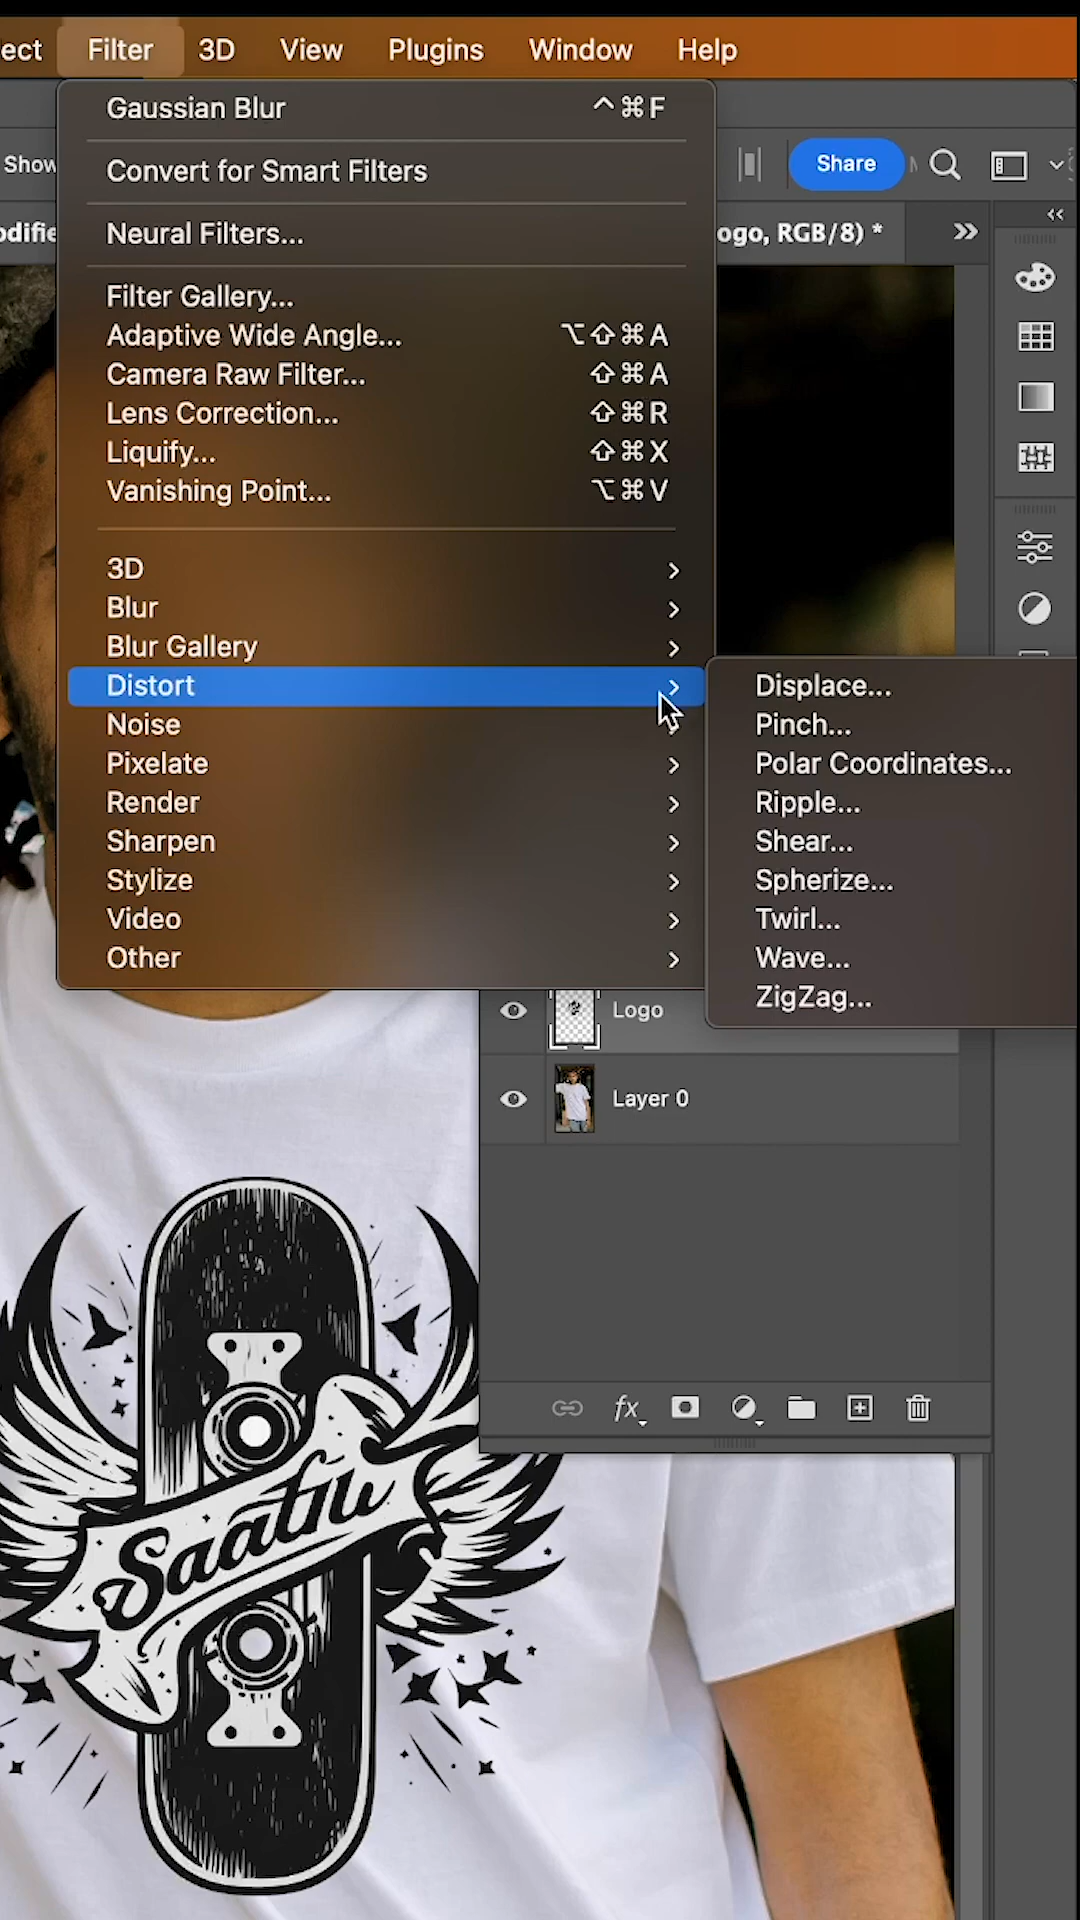 ect Filter 3D View Plugins Window Help
Gaussian Blur ^⌘F
Convert for Smart Filters
Neural Filters...
Filter Gallery...
Adaptive Wide Angle... ⌥⇧⌘A
Camera Raw Filter... ⇧⌘A
Lens Correction... ⇧⌘R
Liquify... ⇧⌘X
Vanishing Point... ⌥⌘V
3D
Blur
Blur Gallery
Distort
Noise
Pixelate
Render
Sharpen
Stylize
Video
Other
Show
Share
odifie
ogo, RGB/8) *
Displace...
Pinch...
Polar Coordinates...
Ripple...
Shear...
Spherize...
Twirl...
Wave...
ZigZag...
Logo
Layer 0
fx